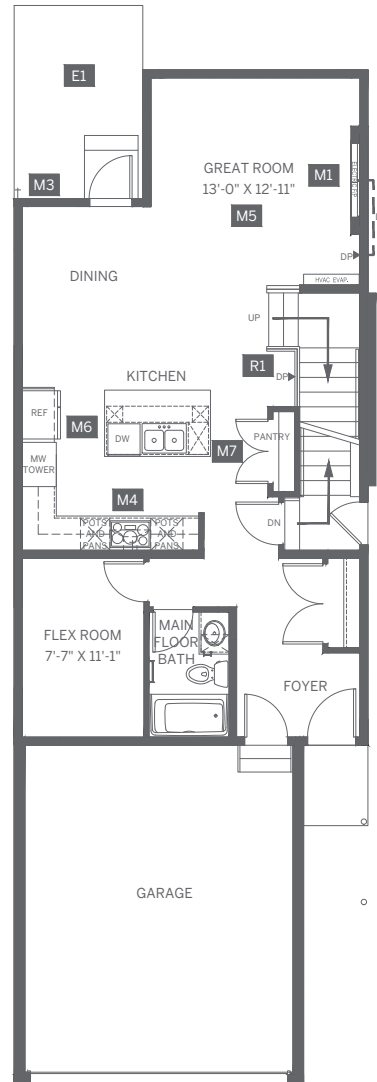 E1
M3
GREAT ROOM
13'-0" X 12'-11"
M1
ELECTRIC F/P
M5
DP
HVAC EVAP.
DINING
UP
R1
DP
KITCHEN
REF
M6
DW
M7
PANTRY
MW
TOWER
M4
POTS
AND
PANS
POTS
AND
PANS
DN
FLEX ROOM
7'-7" X 11'-1"
MAIN
FLOOR
BATH
FOYER
GARAGE